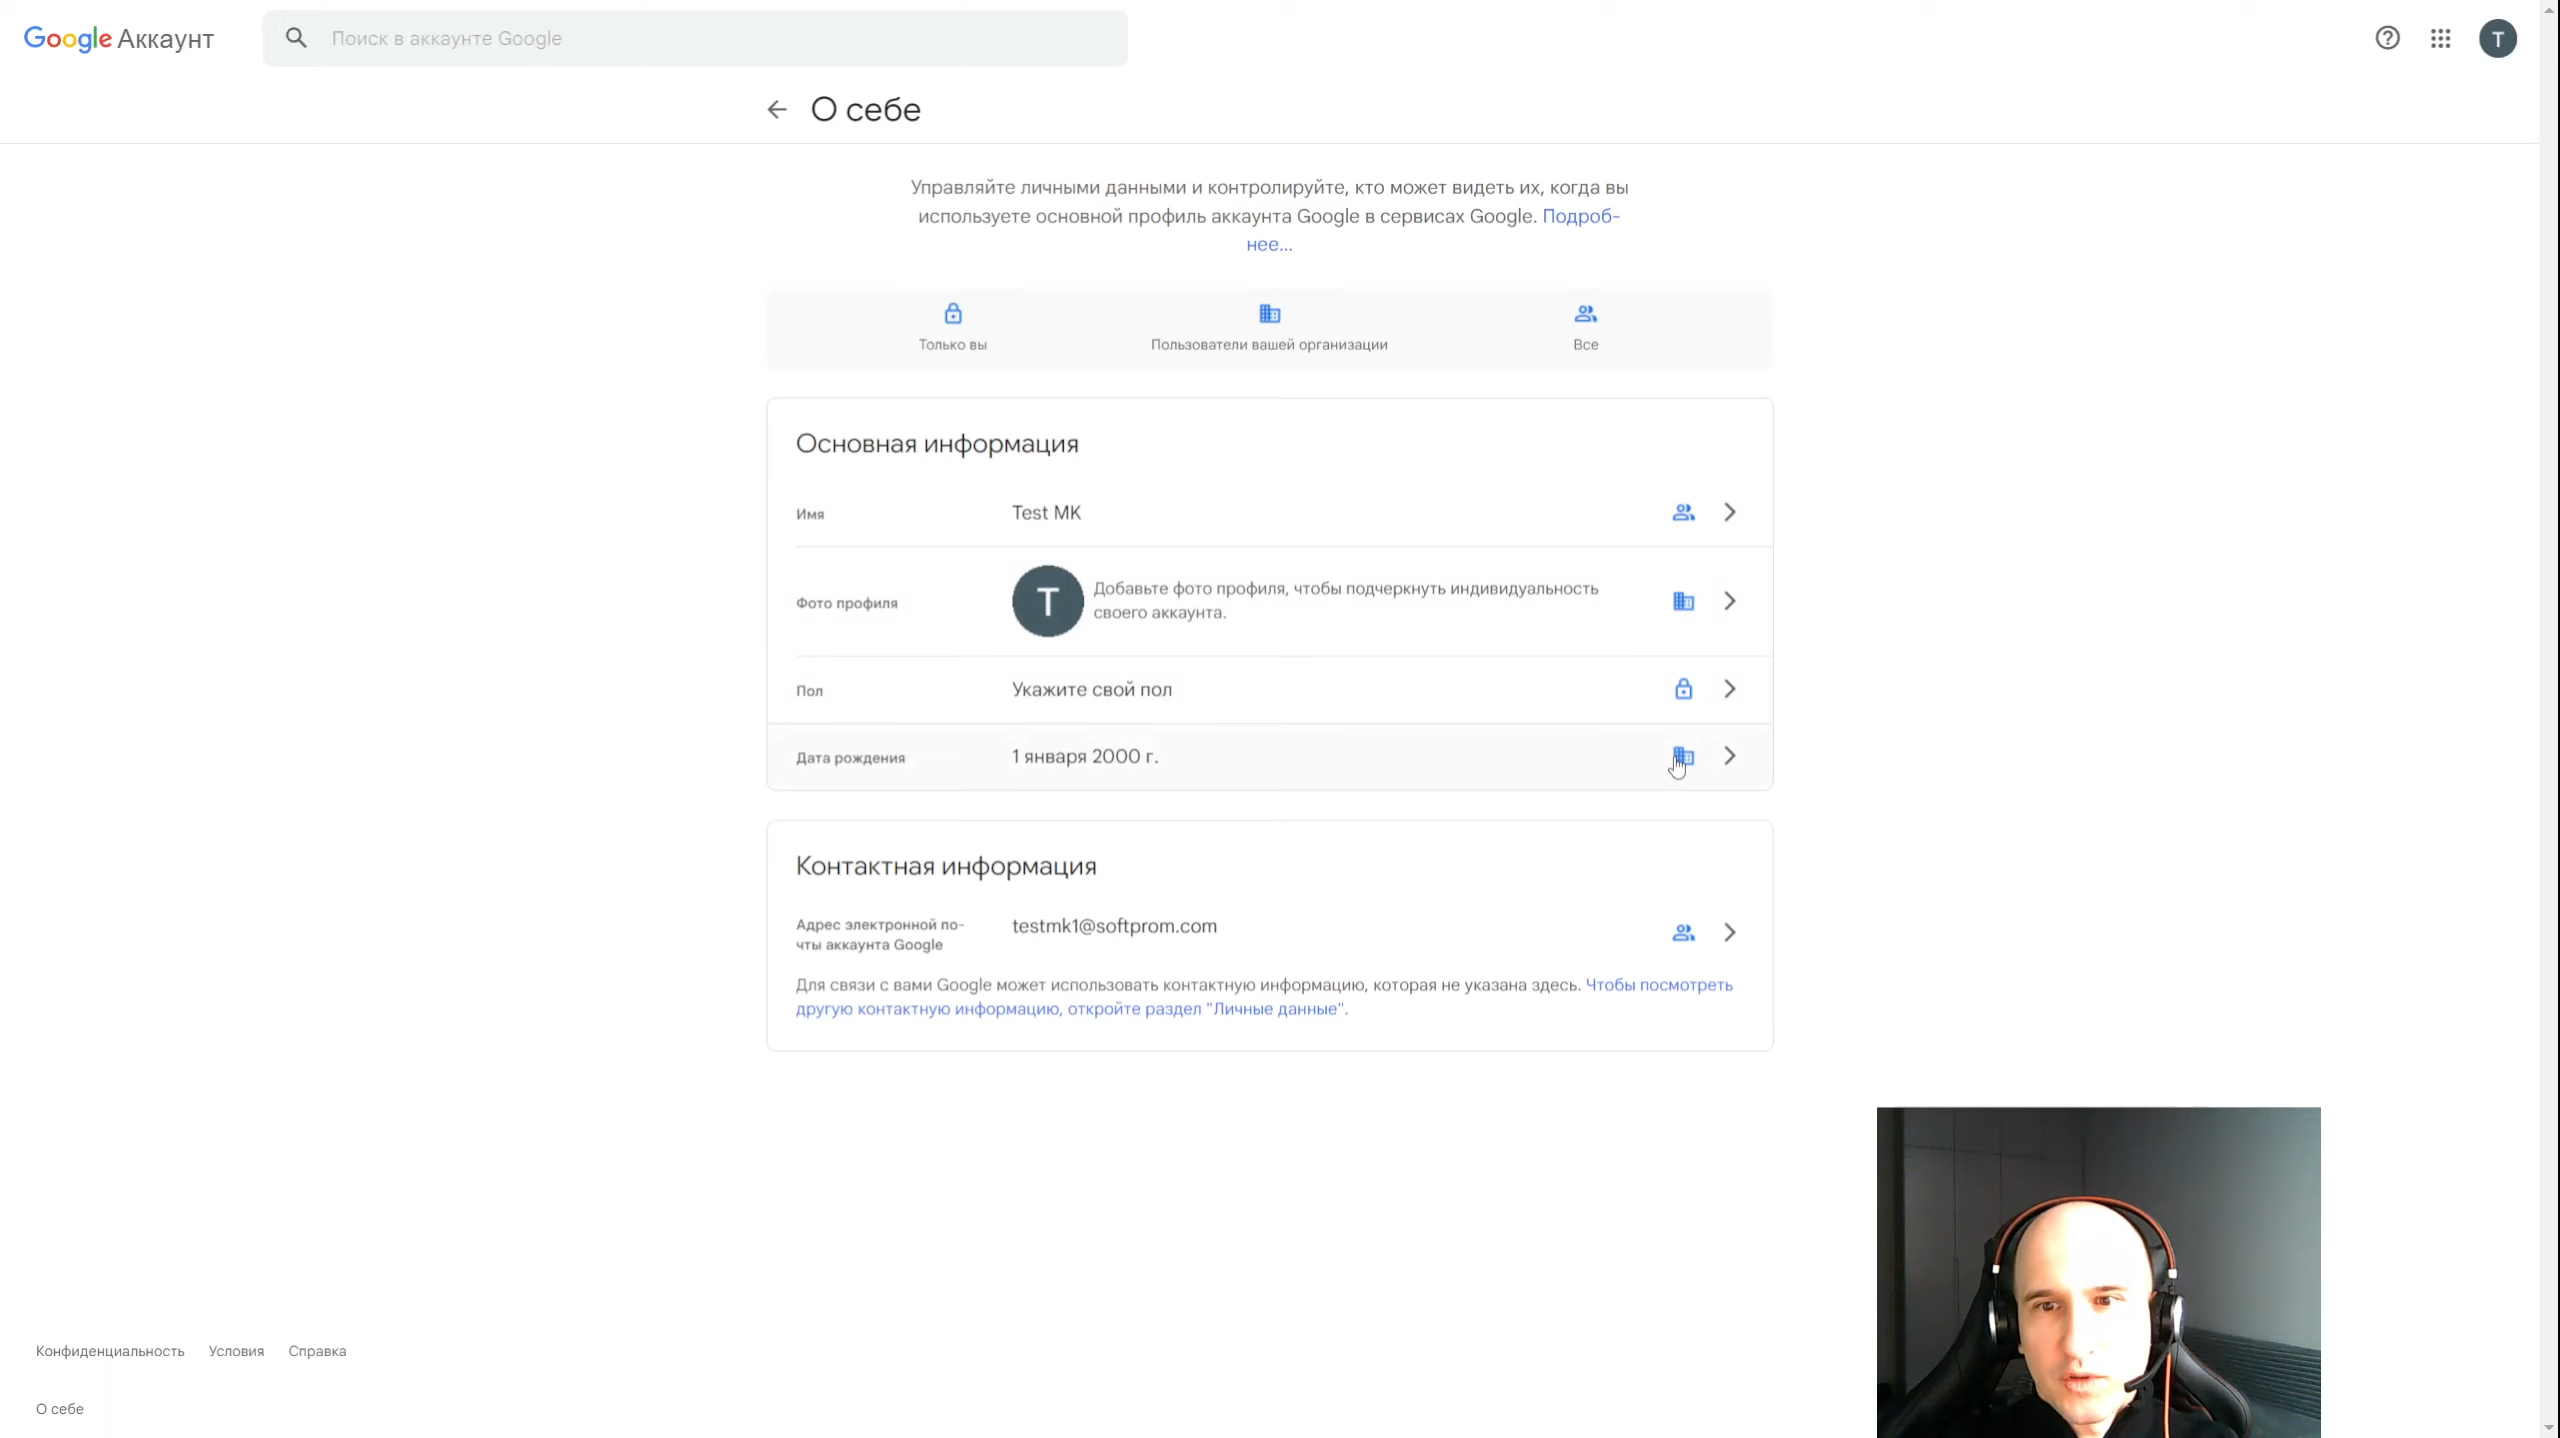 Google Аккаунт
Поиск в аккаунте Google
T
О себе
Управляйте личными данными и контролируйте, кто может видеть их, когда вы
используете основной профиль аккаунта Google в сервисах Google. Подроб-
нее...
Только вы
Пользователи вашей организации
Все
Основная информация
Имя
Test MK
Фото профиля
T
Добавьте фото профиля, чтобы подчеркнуть индивидуальность
своего аккаунта.
Пол
Укажите свой пол
Дата рождения
1 января 2000 г.
Контактная информация
Адрес электронной по-
чты аккаунта Google
testmk1@softprom.com
Для связи с вами Google может использовать контактную информацию, которая не указана здесь. Чтобы посмотреть
другую контактную информацию, откройте раздел "Личные данные".
Конфиденциальность
Условия
Справка
О себе